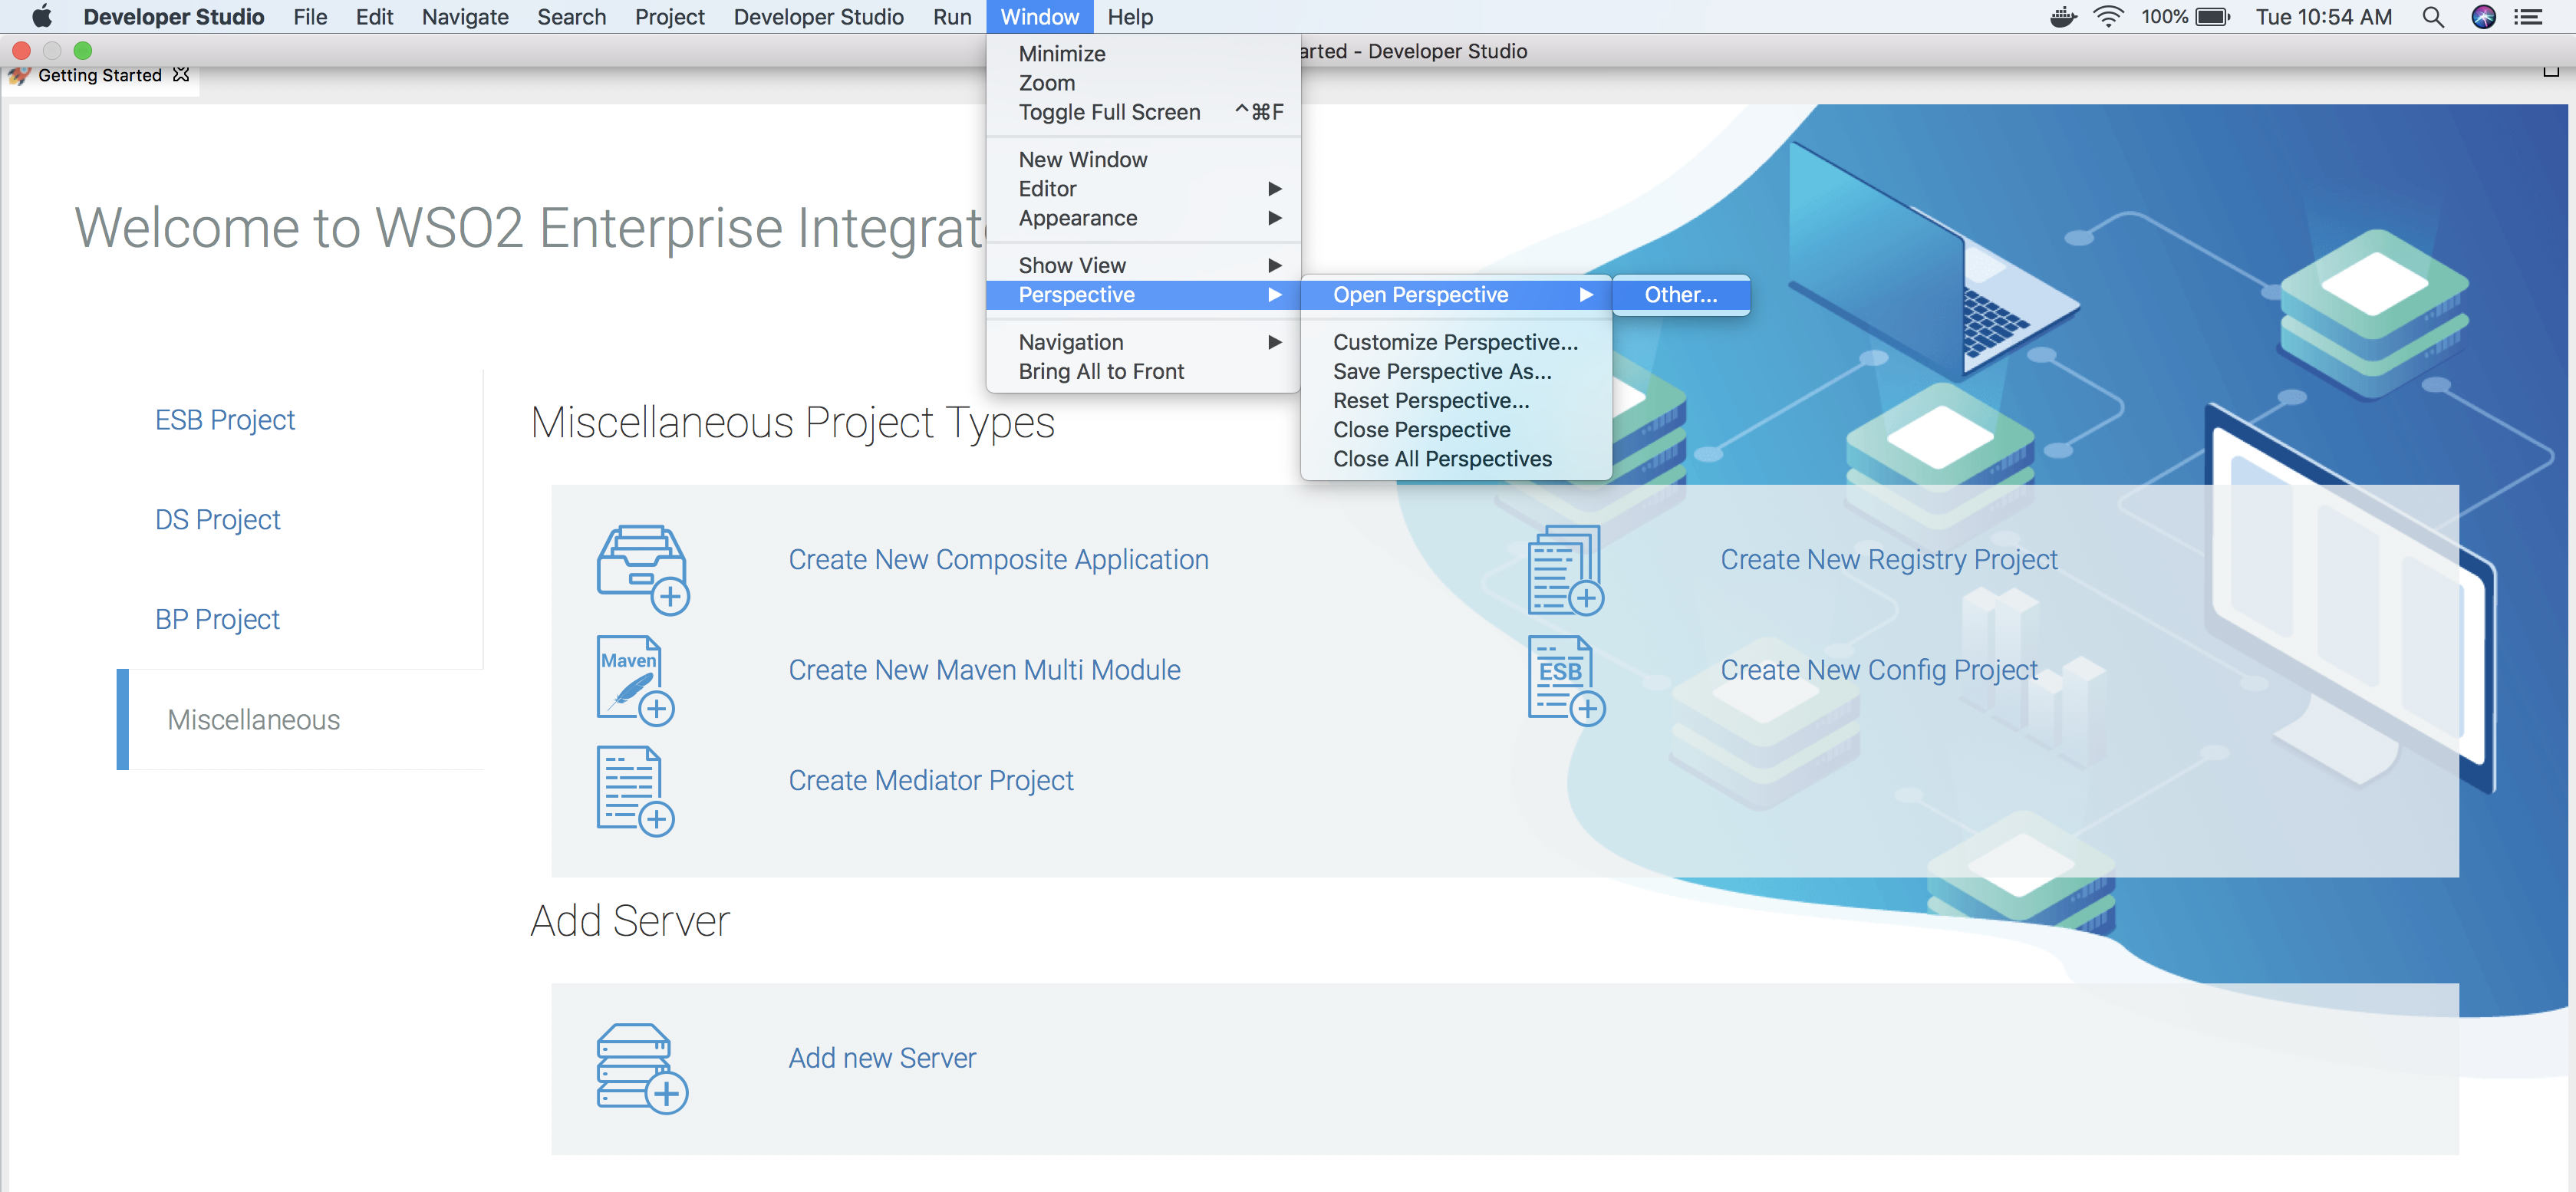 Developer Studio File Edit Navigate Search Project Developer Studio Run Window Help 100% Tue 10:54 AM
arted - Developer Studio
Getting Started
Minimize
Zoom
Toggle Full Screen ^⌘F
New Window
Editor
Appearance
Show View
Perspective
Navigation
Bring All to Front
Open Perspective
Customize Perspective...
Save Perspective As...
Reset Perspective...
Close Perspective
Close All Perspectives
Other...
Welcome to WSO2 Enterprise Integrat
ESB Project
DS Project
BP Project
Miscellaneous
Miscellaneous Project Types
Create New Composite Application
Create New Registry Project
Maven
Create New Maven Multi Module
ESB
Create New Config Project
Create Mediator Project
Add Server
Add new Server